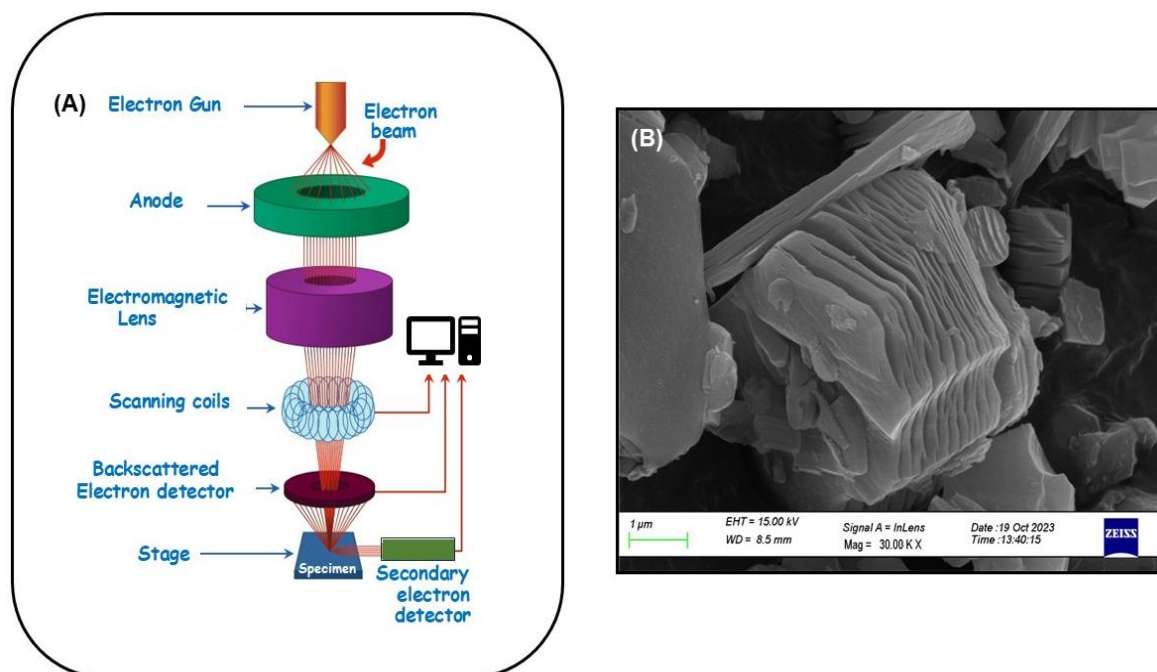 (A)
Electron Gun
Electron
beam
Anode
Electromagnetic
Lens
Scanning coils
Backscattered
Electron detector
Stage
Specimen
Secondary
electron
detector
(B)
1 µm
EHT = 15.00 kV
WD = 8.5 mm
Signal A = InLens
Mag = 30.00 K X
Date :19 Oct 2023
Time :13:40:15
ZEISS